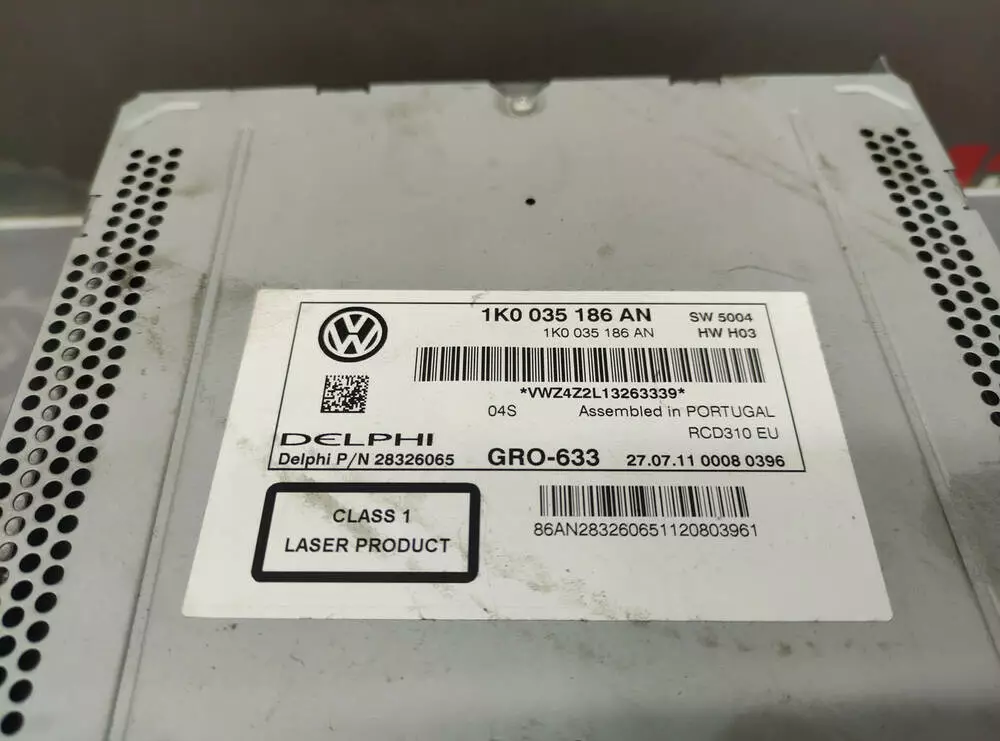 1K0 035 186 AN SW 5004
1K0 035 186 AN HW H03
*VWZ4Z2L13263339*
04S Assembled in PORTUGAL
RCD310 EU
DELPHI
Delphi P/N 28326065 GRO-633 27.07.11 0008 0396
CLASS 1
LASER PRODUCT
86AN283260651120803961